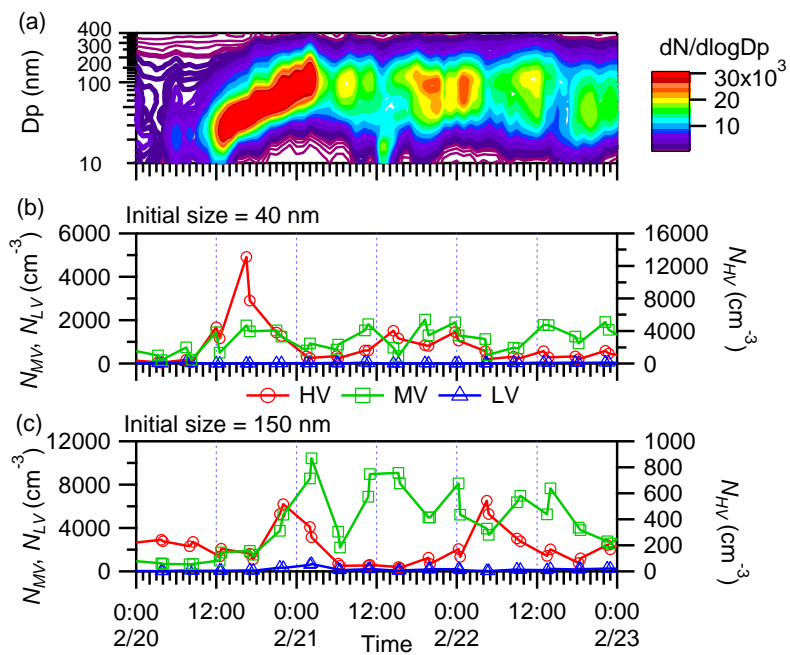 (a)
400
300
200
100
10
Dp (nm)
dN/dlogDp
30x10³
20
10
(b)
Initial size = 40 nm
6000
4000
2000
0
N_MV, N_LV (cm⁻³)
16000
12000
8000
4000
0
N_HV (cm⁻³)
HV MV LV
(c)
Initial size = 150 nm
12000
8000
4000
0
N_MV, N_LV (cm⁻³)
1000
800
600
400
200
0
N_HV (cm⁻³)
0:00 12:00 0:00 12:00 0:00 12:00 0:00
2/20 2/21 2/22 2/23
Time